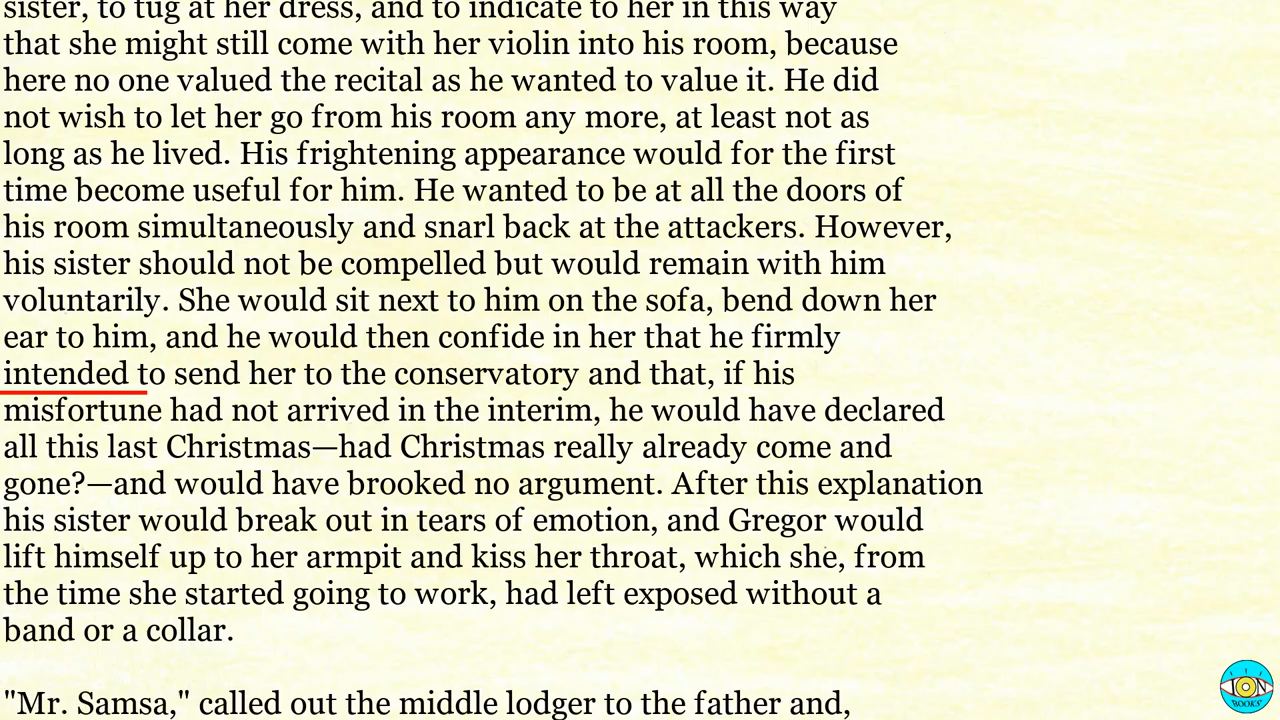 sister, to tug at her dress, and to indicate to her in this way
that she might still come with her violin into his room, because
here no one valued the recital as he wanted to value it. He did
not wish to let her go from his room any more, at least not as
long as he lived. His frightening appearance would for the first
time become useful for him. He wanted to be at all the doors of
his room simultaneously and snarl back at the attackers. However,
his sister should not be compelled but would remain with him
voluntarily. She would sit next to him on the sofa, bend down her
ear to him, and he would then confide in her that he firmly
intended to send her to the conservatory and that, if his
misfortune had not arrived in the interim, he would have declared
all this last Christmas—had Christmas really already come and
gone?—and would have brooked no argument. After this explanation
his sister would break out in tears of emotion, and Gregor would
lift himself up to her armpit and kiss her throat, which she, from
the time she started going to work, had left exposed without a
band or a collar.
"Mr. Samsa," called out the middle lodger to the father and,
ION
BOOKS